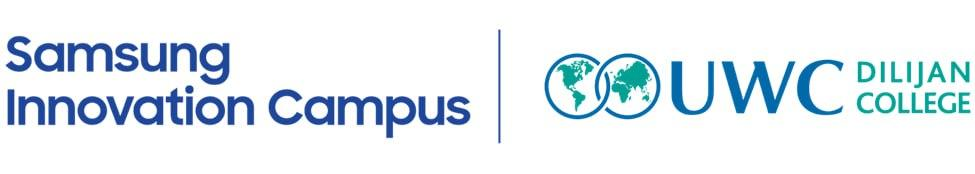 Samsung
Innovation Campus
UWC
DILIJAN
COLLEGE